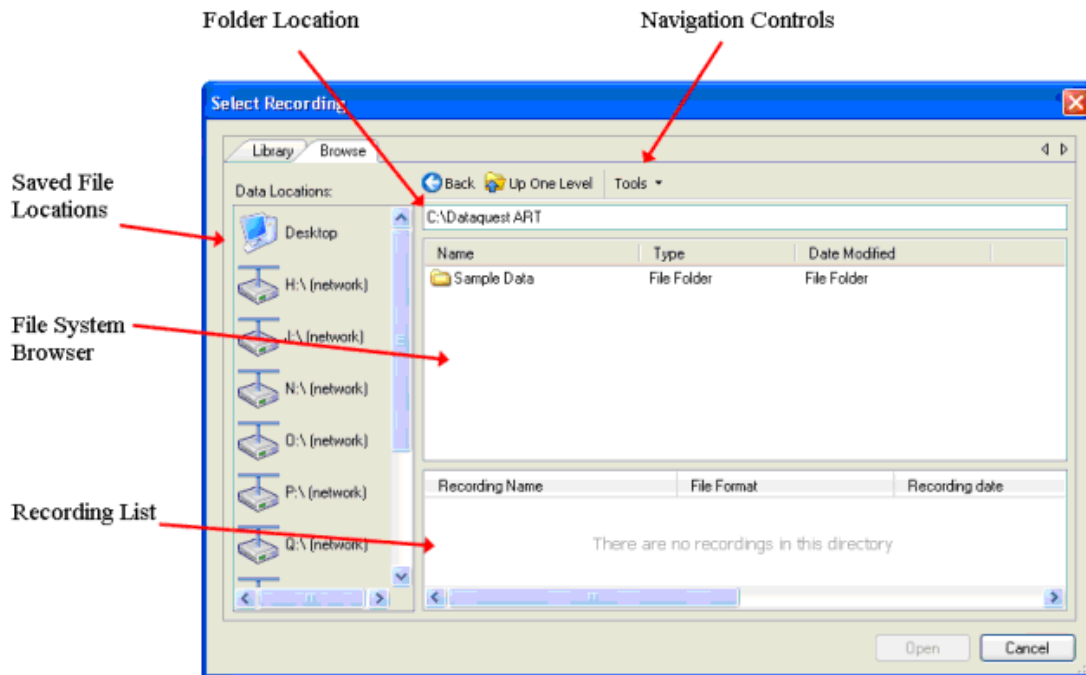 Folder Location
Navigation Controls
Select Recording
Library
Browse
Saved File
Locations
Data Locations:
Back
Up One Level
Tools
C:\Dataquest ART
Desktop
H:\ (network)
J:\ (network)
N:\ (network)
O:\ (network)
P:\ (network)
Q:\ (network)
Name
Type
Date Modified
Sample Data
File Folder
File Folder
File System
Browser
Recording List
Recording Name
File Format
Recording date
There are no recordings in this directory
Open
Cancel